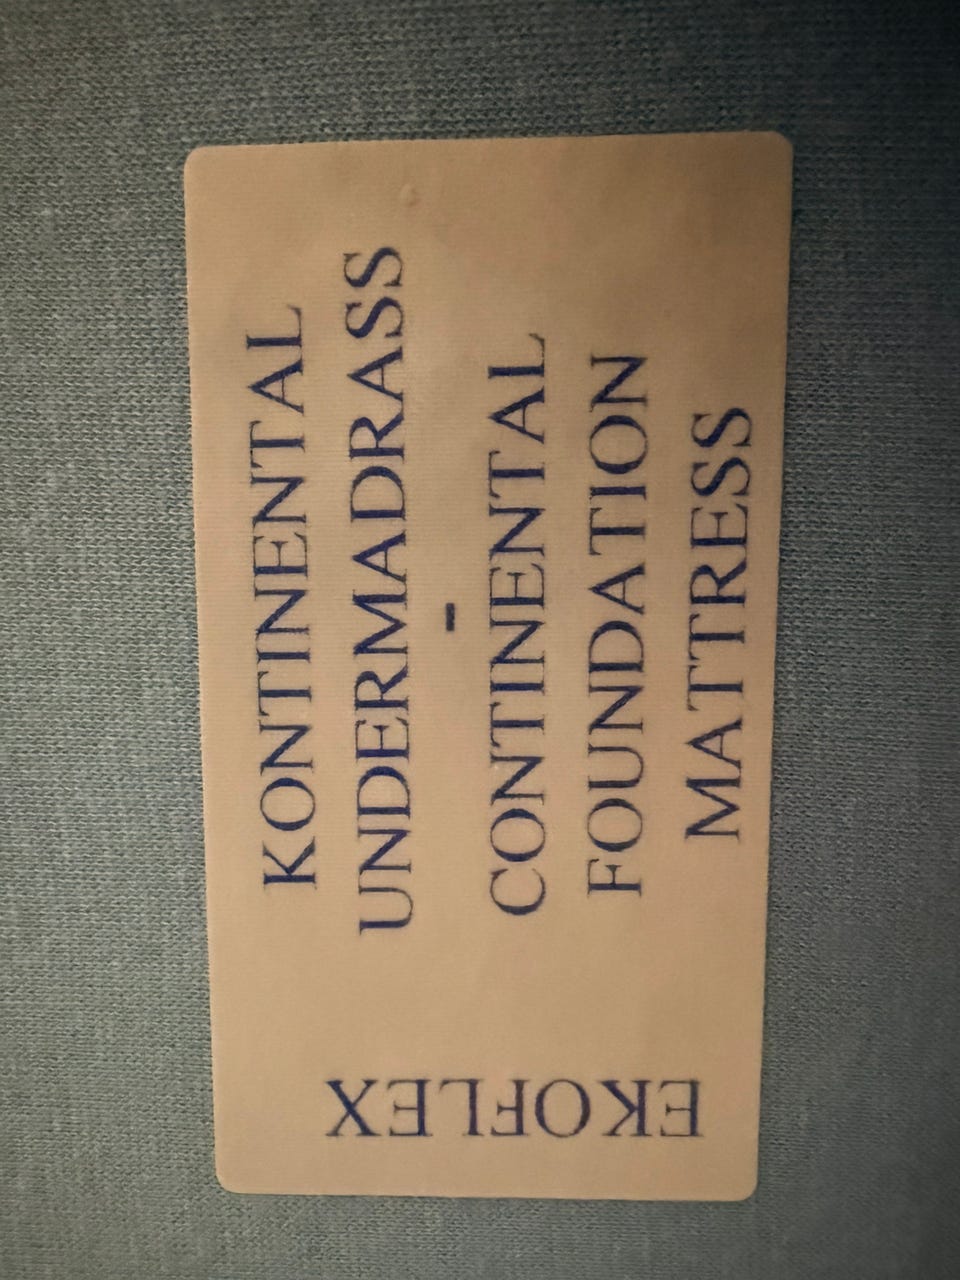 KONTINENTAL
UNDERMADRASS
-
CONTINENTAL
FOUNDATION
MATTRESS
EKOFLEX